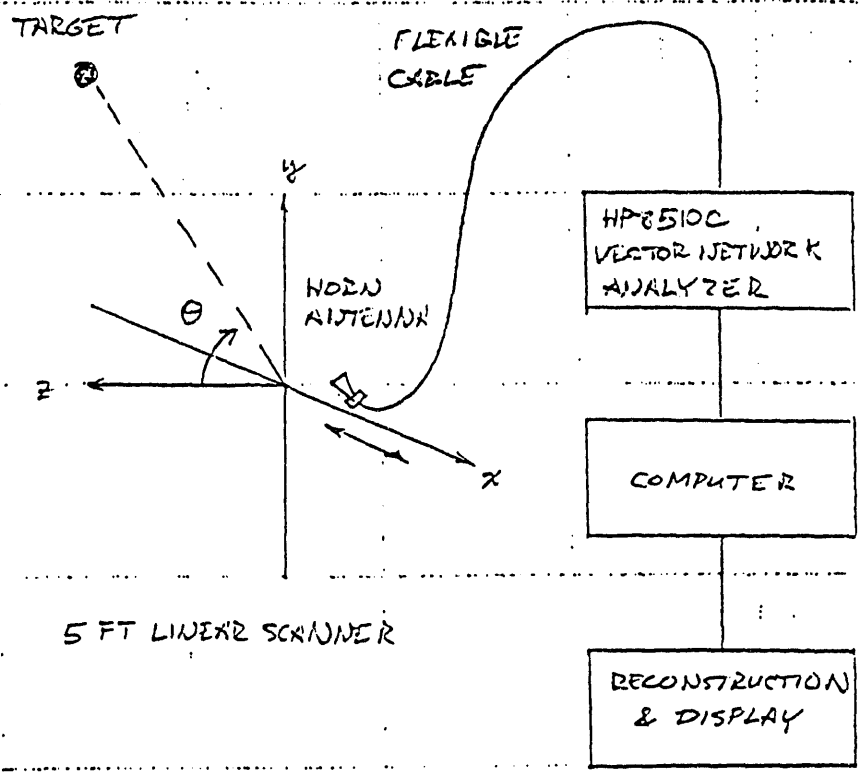 TARGET
FLEXIBLE
CABLE
y
HP8510C
VECTOR NETWORK
ANALYZER
HORN
ANTENNA
θ
z
x
COMPUTER
5 FT LINEAR SCANNER
RECONSTRUCTION
& DISPLAY